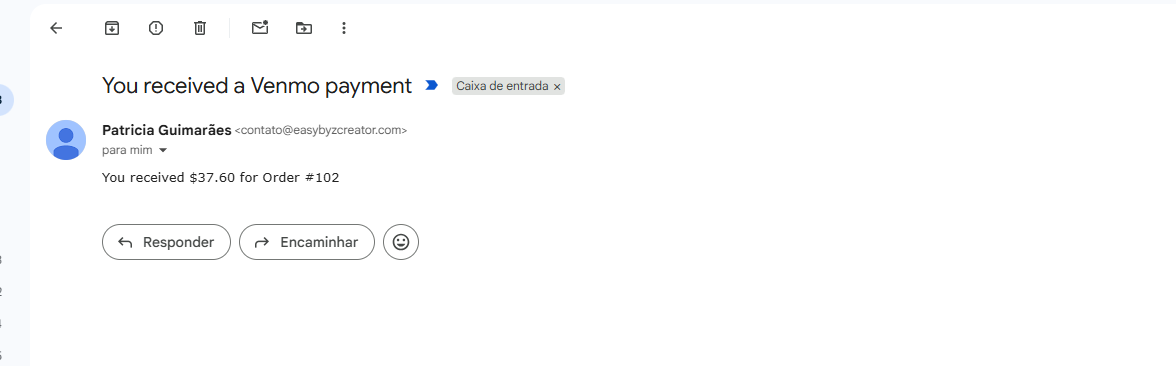 You received a Venmo payment Caixa de entrada ×
Patricia Guimarães <contato@easybyzcreator.com>
para mim
You received $37.60 for Order #102
Responder Encaminhar